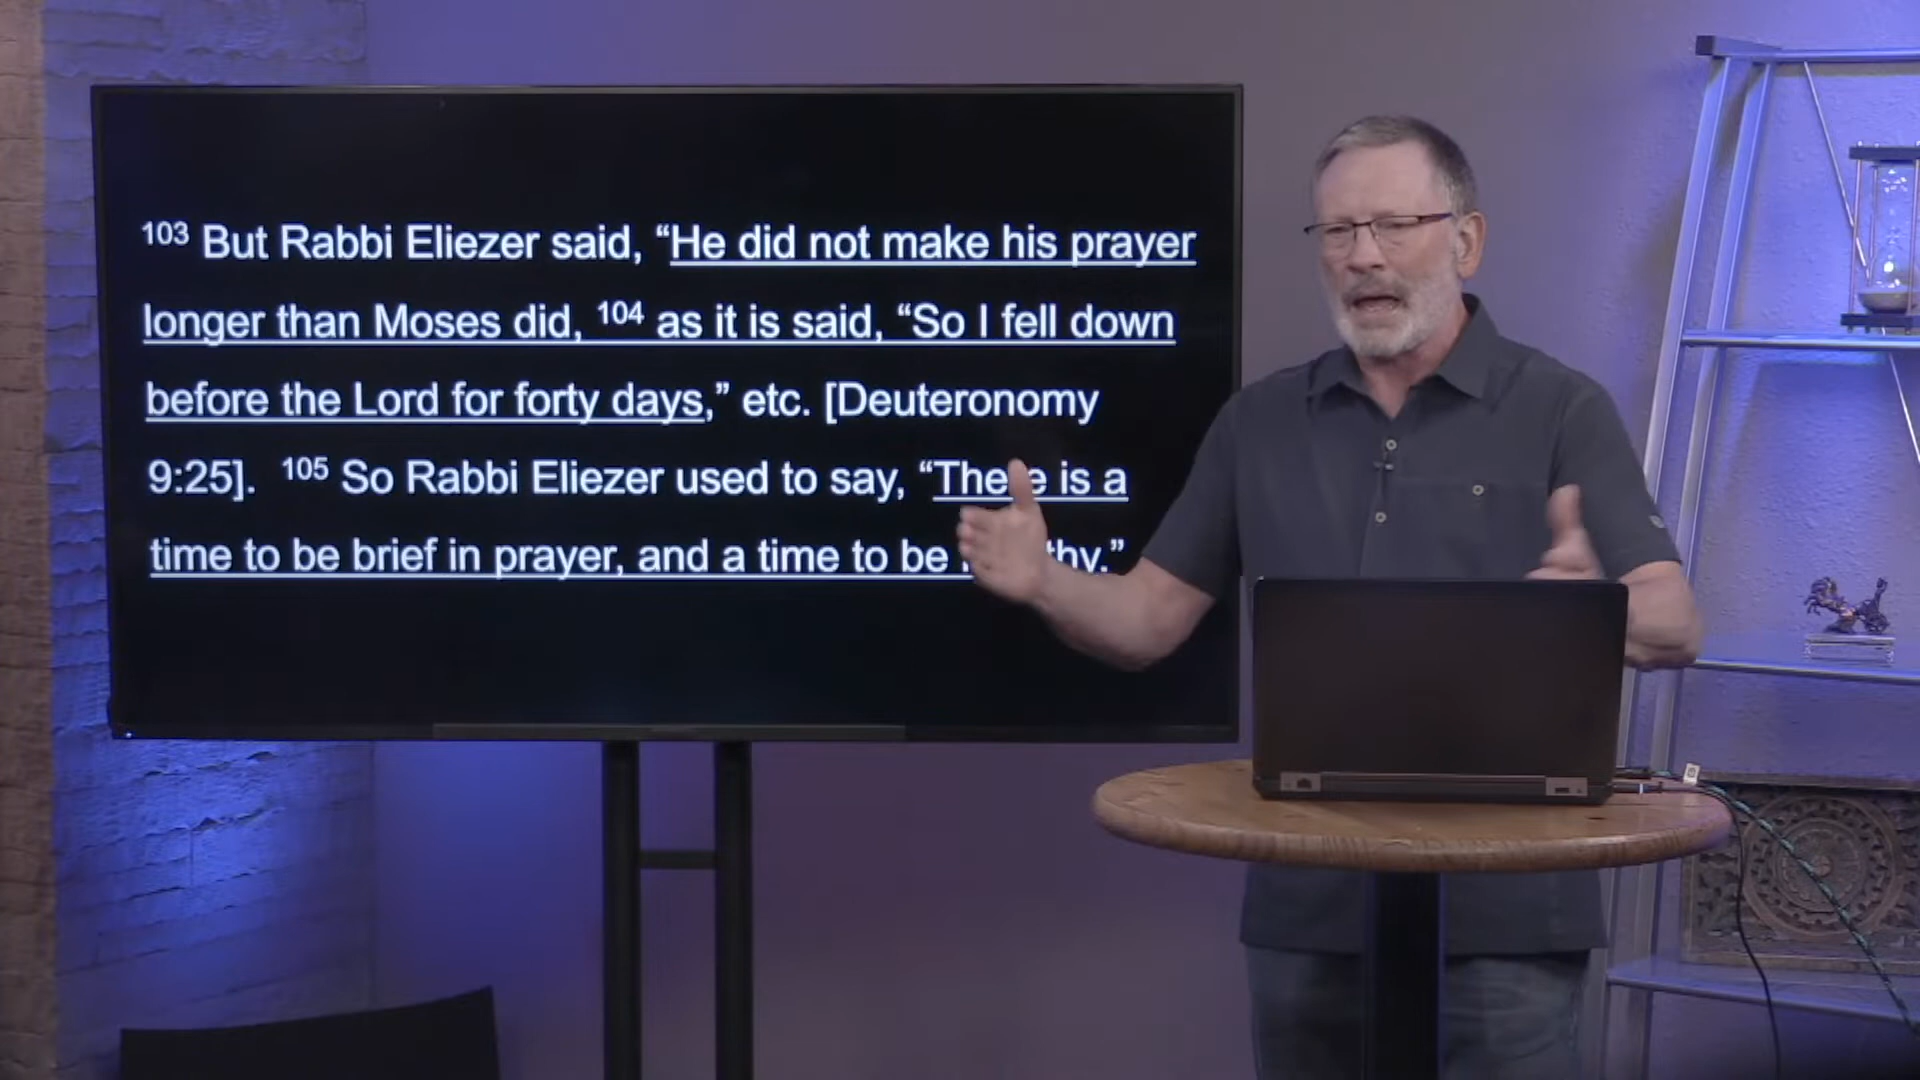 103 But Rabbi Eliezer said, “He did not make his prayer
longer than Moses did, 104 as it is said, “So I fell down
before the Lord for forty days,” etc. [Deuteronomy
9:25]. 105 So Rabbi Eliezer used to say, “There is a
time to be brief in prayer, and a time to be